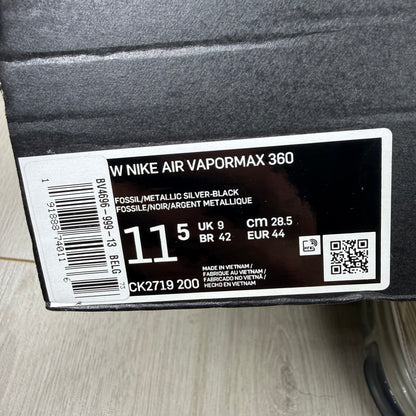 W NIKE AIR VAPORMAX 360
FOSSIL/METALLIC SILVER-BLACK
FOSSILE/NOIR/ARGENT METALLIQUE
11 5
UK 9
BR 42
cm 28.5
EUR 44
MADE IN VIETNAM/
FABRIQUÉ AU VIETNAM/
FABRICADO NO VIETNÃ/
HECHO EN VIETNAM
CK2719 200
BV4696-999-13 BELG